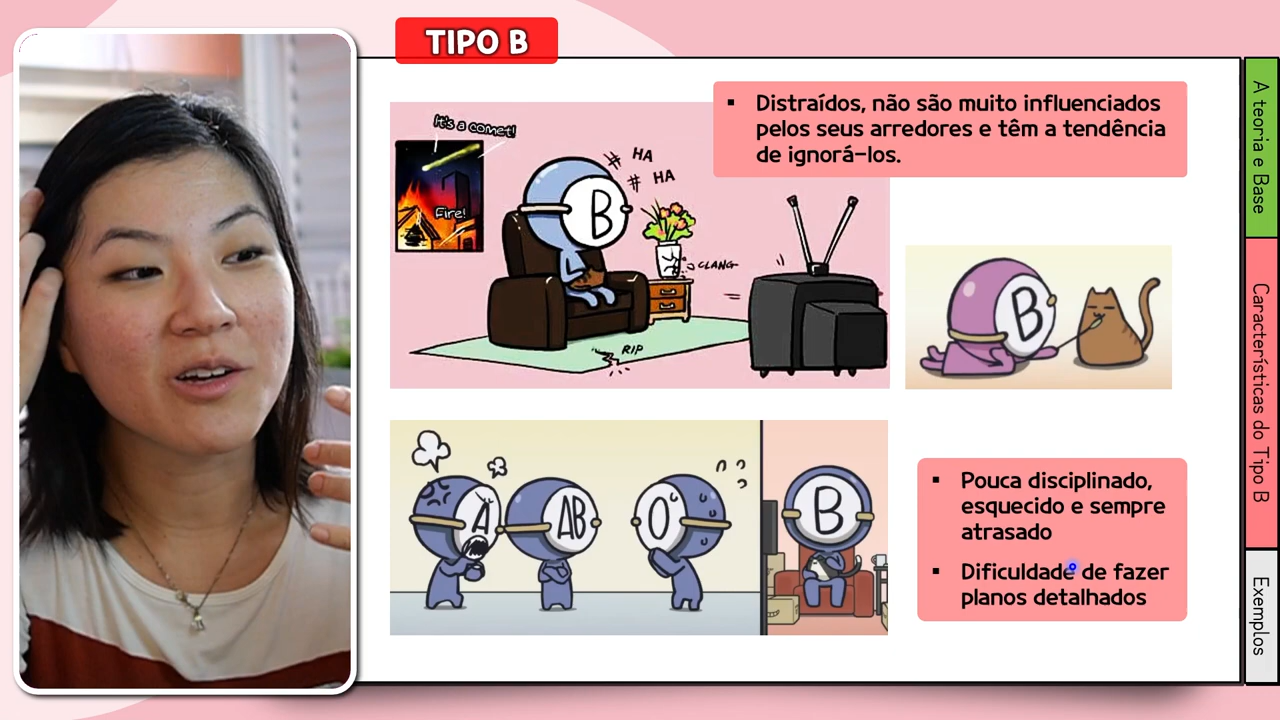 TIPO B
Distraídos, não são muito influenciados
pelos seus arredores e têm a tendência
de ignorá-los.
It's a comet!
Fire!
HA
HA
B
CLANG
RIP
B
A
AB
O
B
Pouca disciplinado,
esquecido e sempre
atrasado
Dificuldade de fazer
planos detalhados
A teoria e Base
Características do Tipo B
Exemplos